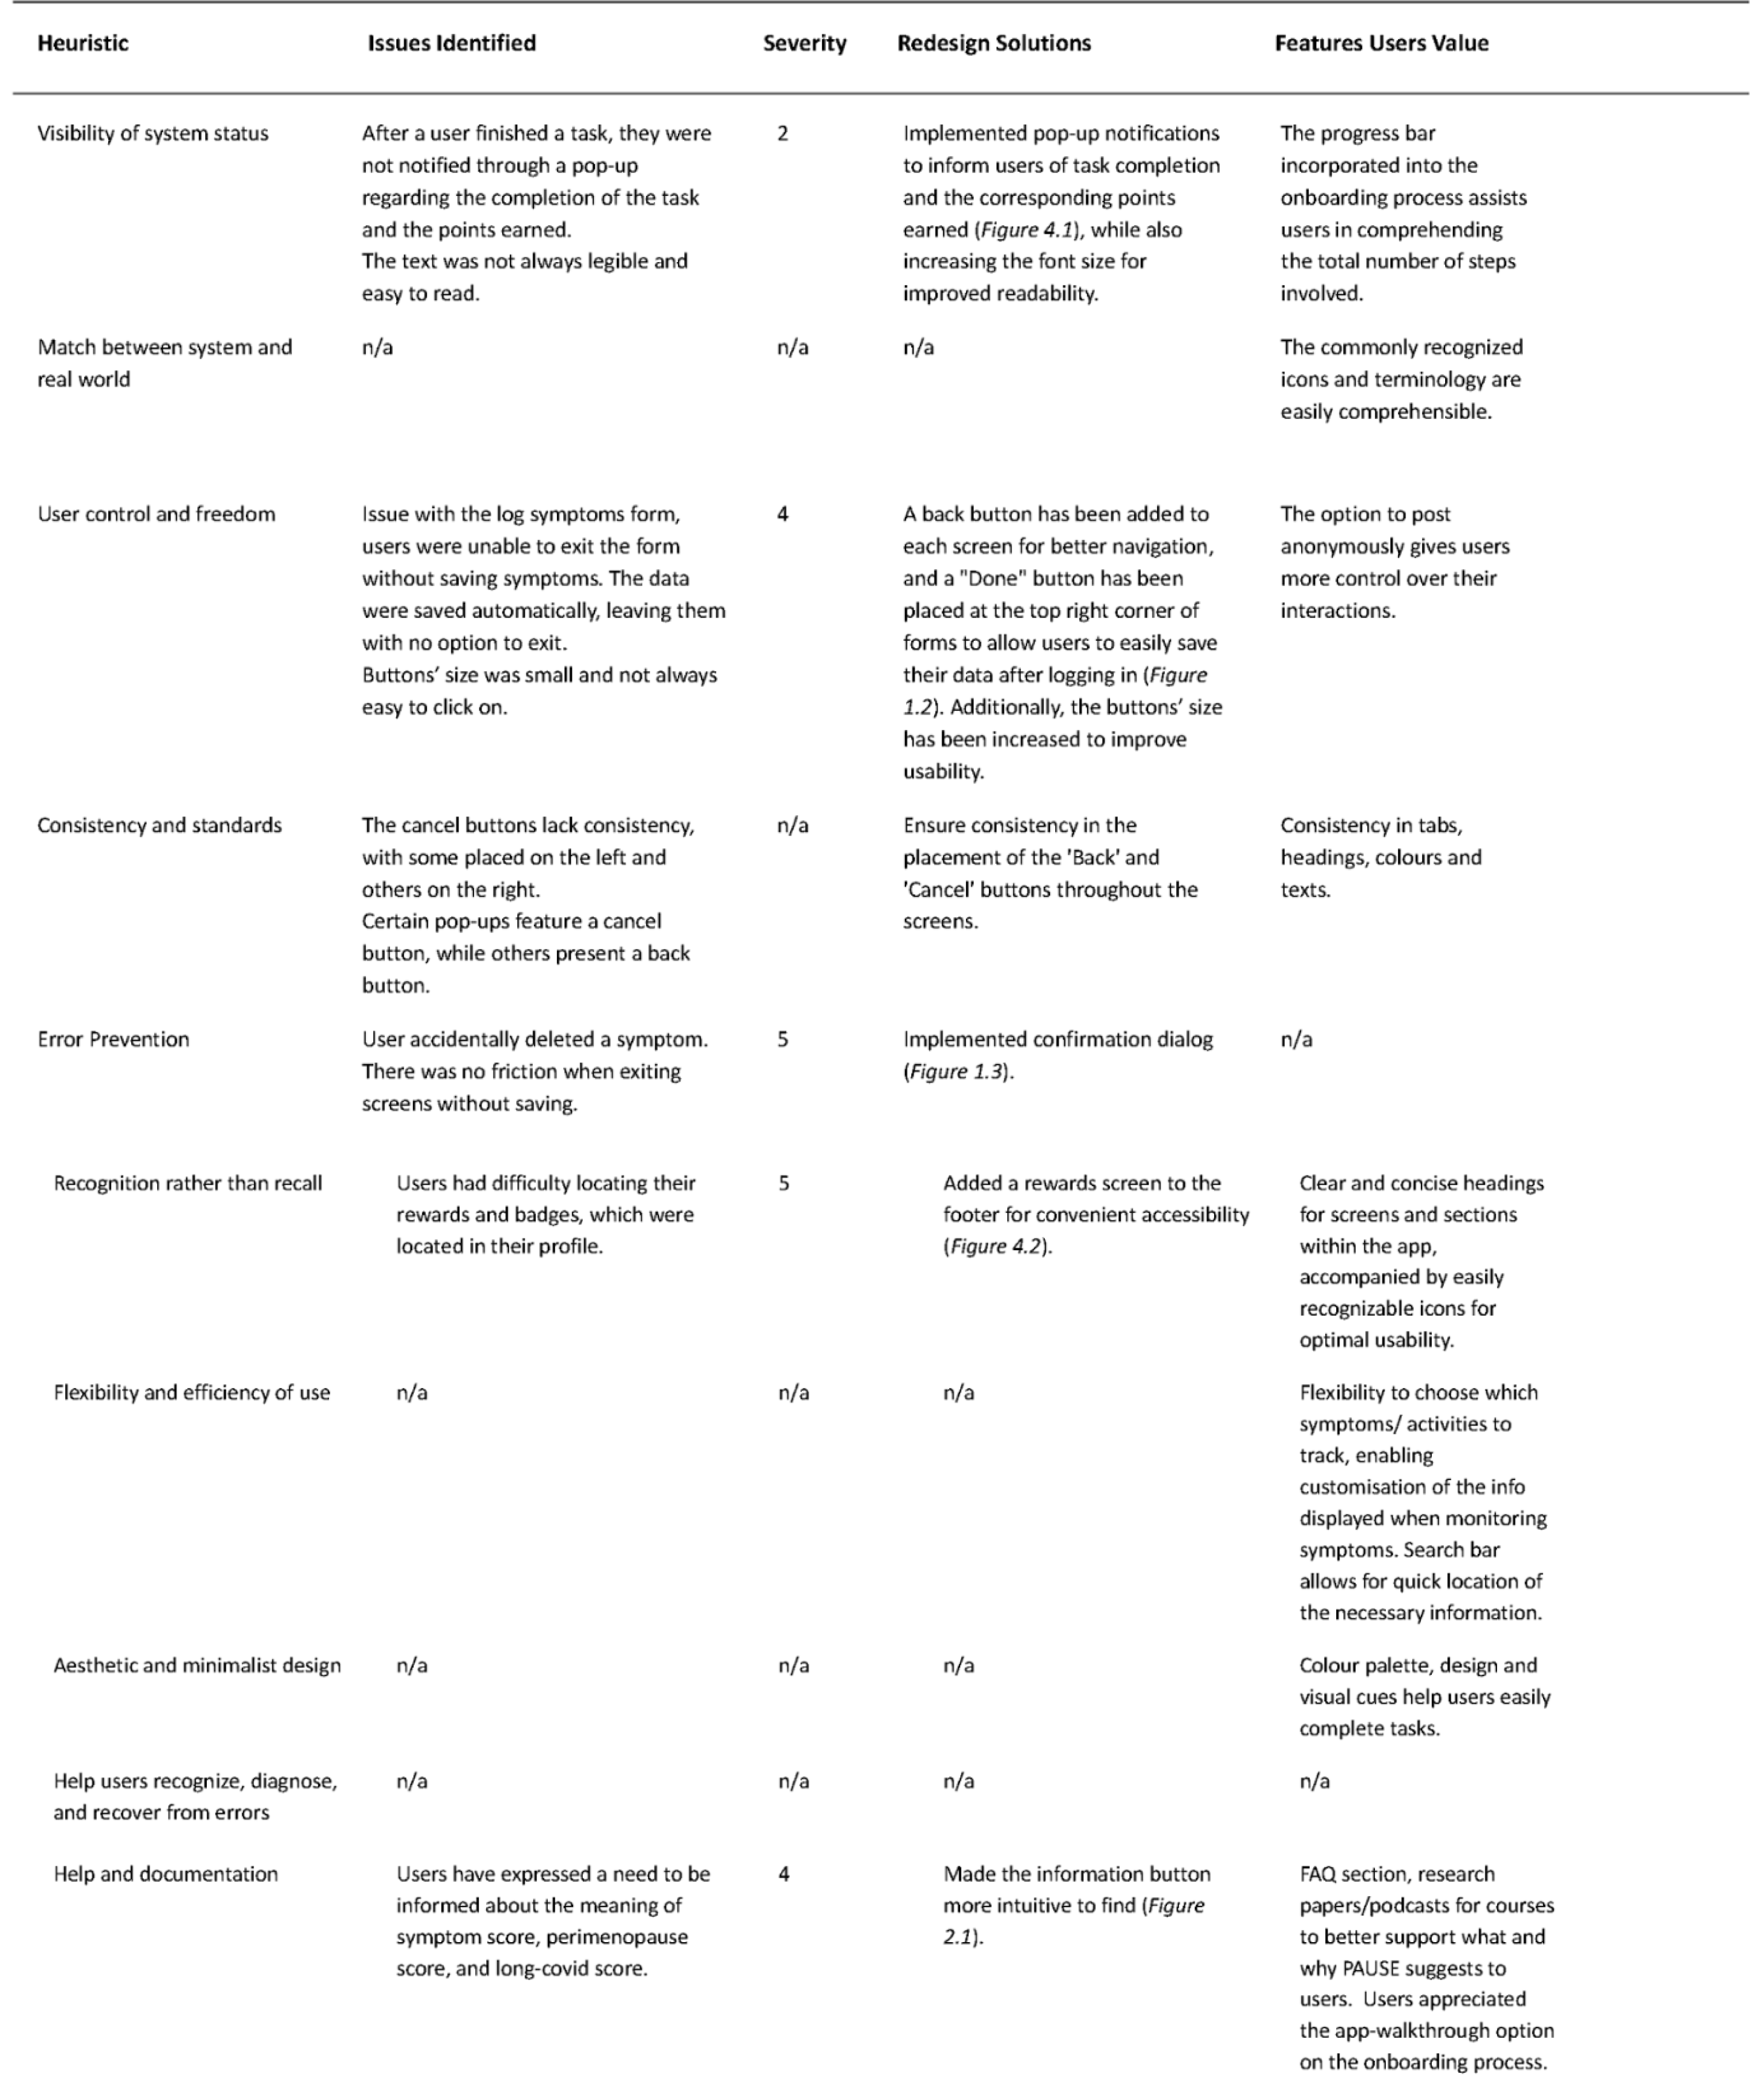 Heuristic Issues Identified Severity Redesign Solutions Features Users Value
Visibility of system status
After a user finished a task, they were
not notified through a pop-up
regarding the completion of the task
and the points earned.
The text was not always legible and
easy to read.
2
Implemented pop-up notifications
to inform users of task completion
and the corresponding points
earned (Figure 4.1), while also
increasing the font size for
improved readability.
The progress bar
incorporated into the
onboarding process assists
users in comprehending
the total number of steps
involved.
Match between system and
real world
n/a
n/a
n/a
The commonly recognized
icons and terminology are
easily comprehensible.
User control and freedom
Issue with the log symptoms form,
users were unable to exit the form
without saving symptoms. The data
were saved automatically, leaving them
with no option to exit.
Buttons’ size was small and not always
easy to click on.
4
A back button has been added to
each screen for better navigation,
and a "Done" button has been
placed at the top right corner of
forms to allow users to easily save
their data after logging in (Figure
1.2). Additionally, the buttons’ size
has been increased to improve
usability.
The option to post
anonymously gives users
more control over their
interactions.
Consistency and standards
The cancel buttons lack consistency,
with some placed on the left and
others on the right.
Certain pop-ups feature a cancel
button, while others present a back
button.
n/a
Ensure consistency in the
placement of the 'Back' and
'Cancel' buttons throughout the
screens.
Consistency in tabs,
headings, colours and
texts.
Error Prevention
User accidentally deleted a symptom.
There was no friction when exiting
screens without saving.
5
Implemented confirmation dialog
(Figure 1.3).
n/a
Recognition rather than recall
Users had difficulty locating their
rewards and badges, which were
located in their profile.
5
Added a rewards screen to the
footer for convenient accessibility
(Figure 4.2).
Clear and concise headings
for screens and sections
within the app,
accompanied by easily
recognizable icons for
optimal usability.
Flexibility and efficiency of use
n/a
n/a
n/a
Flexibility to choose which
symptoms/ activities to
track, enabling
customisation of the info
displayed when monitoring
symptoms. Search bar
allows for quick location of
the necessary information.
Aesthetic and minimalist design
n/a
n/a
n/a
Colour palette, design and
visual cues help users easily
complete tasks.
Help users recognize, diagnose,
and recover from errors
n/a
n/a
n/a
n/a
Help and documentation
Users have expressed a need to be
informed about the meaning of
symptom score, perimenopause
score, and long-covid score.
4
Made the information button
more intuitive to find (Figure
2.1).
FAQ section, research
papers/podcasts for courses
to better support what and
why PAUSE suggests to
users. Users appreciated
the app-walkthrough option
on the onboarding process.